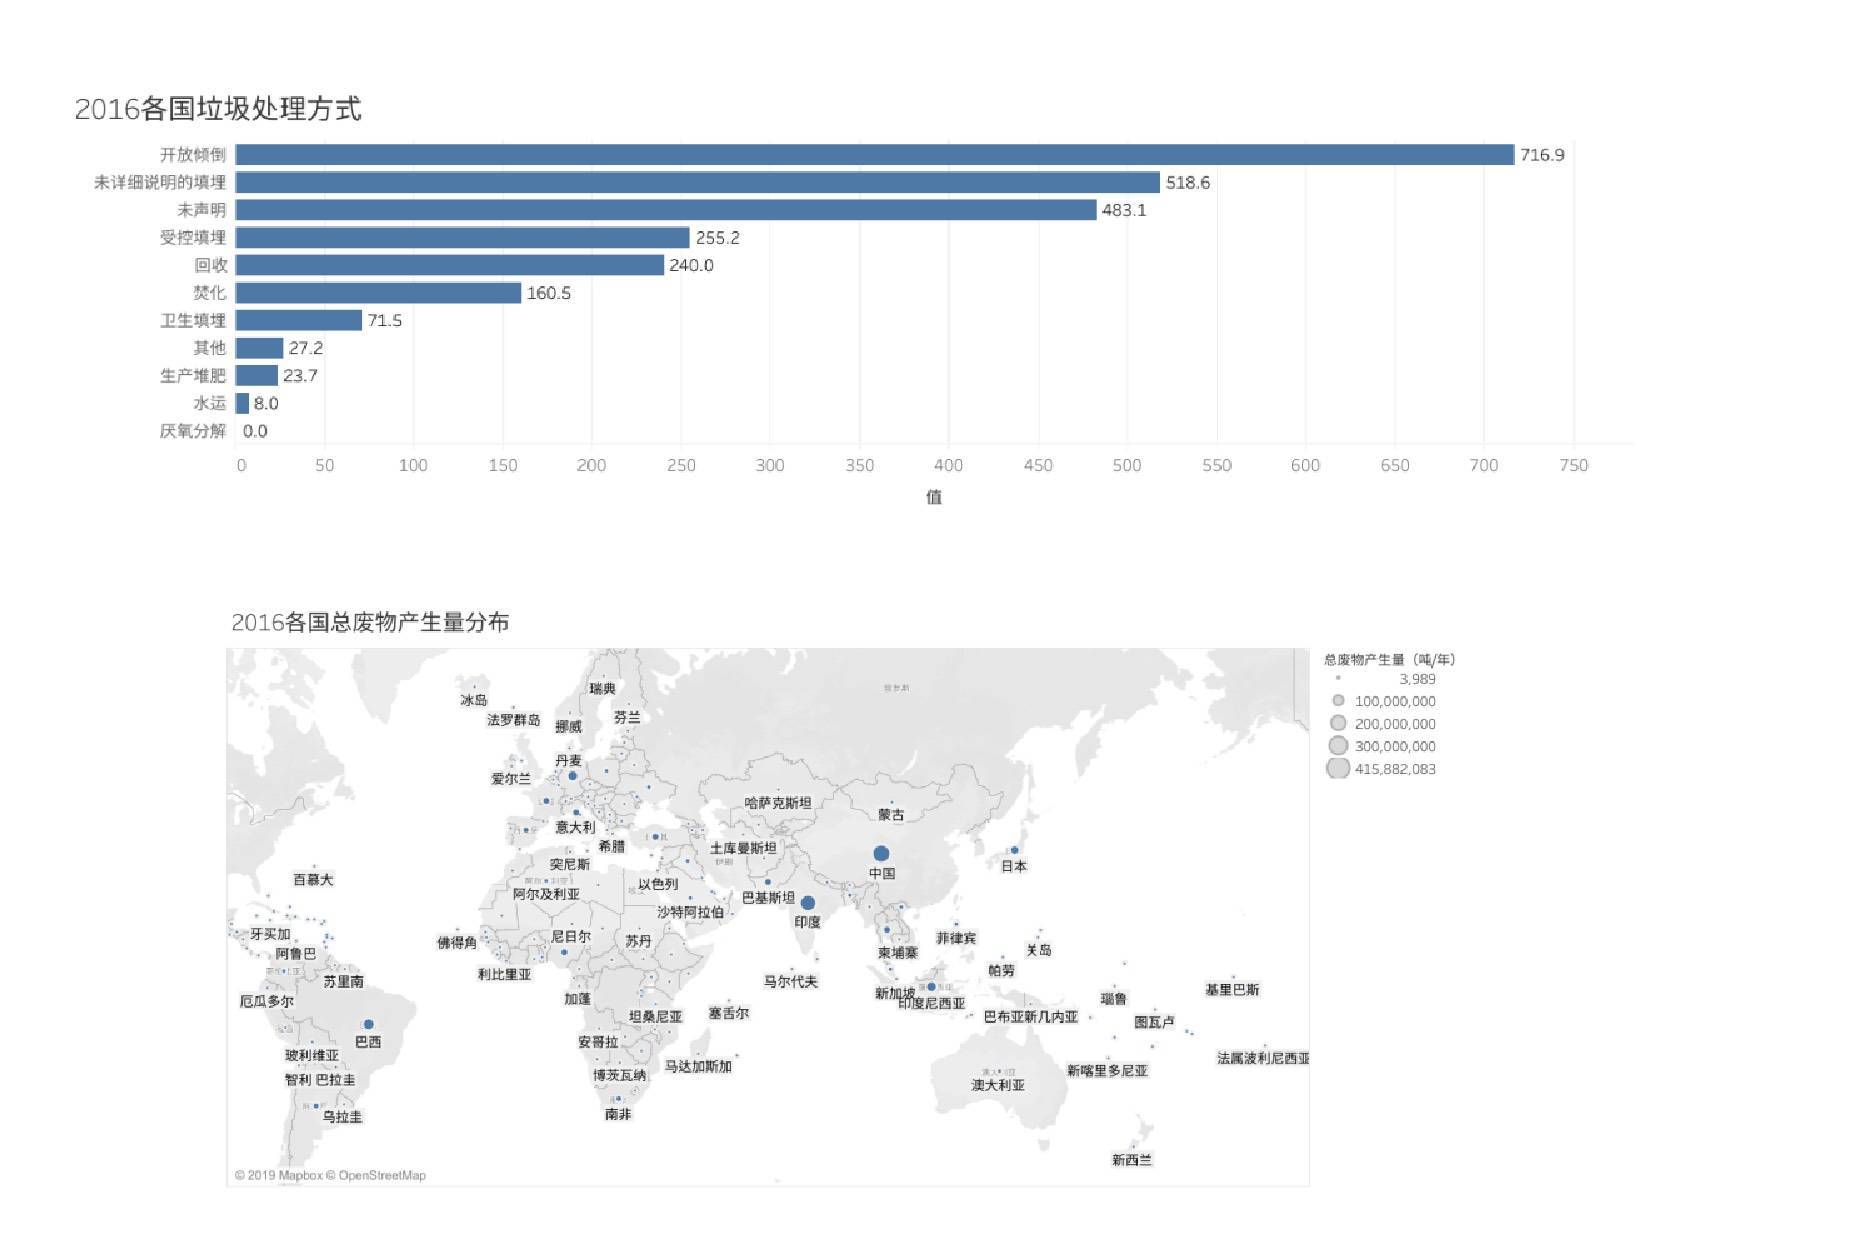 2016各国垃圾处理方式
开放倾倒 716.9
未详细说明的填埋 518.6
未声明 483.1
受控填埋 255.2
回收 240.0
焚化 160.5
卫生填埋 71.5
其他 27.2
生产堆肥 23.7
水运 8.0
厌氧分解 0.0
0 50 100 150 200 250 300 350 400 450 500 550 600 650 700 750
值
2016各国总废物产生量分布
总废物产生量（吨/年）
3,989
100,000,000
200,000,000
300,000,000
415,882,083
俄罗斯
瑞典
冰岛
法罗群岛
挪威
芬兰
丹麦
爱尔兰
哈萨克斯坦
蒙古
意大利
希腊
土库曼斯坦
伊朗
突尼斯
日本
中国
百慕大
阿尔及利亚
以色列
巴基斯坦
沙特阿拉伯
印度
牙买加
佛得角
尼日尔
苏丹
菲律宾
关岛
阿鲁巴
柬埔寨
利比里亚
帕劳
苏里南
马尔代夫
基里巴斯
厄瓜多尔
加蓬
新加坡
印度尼西亚
瑙鲁
塞舌尔
坦桑尼亚
巴布亚新几内亚
图瓦卢
巴西
安哥拉
玻利维亚
马达加斯加
法属波利尼西亚
新喀里多尼亚
智利 巴拉圭
博茨瓦纳
澳大利亚
乌拉圭
南非
新西兰
© 2019 Mapbox © OpenStreetMap